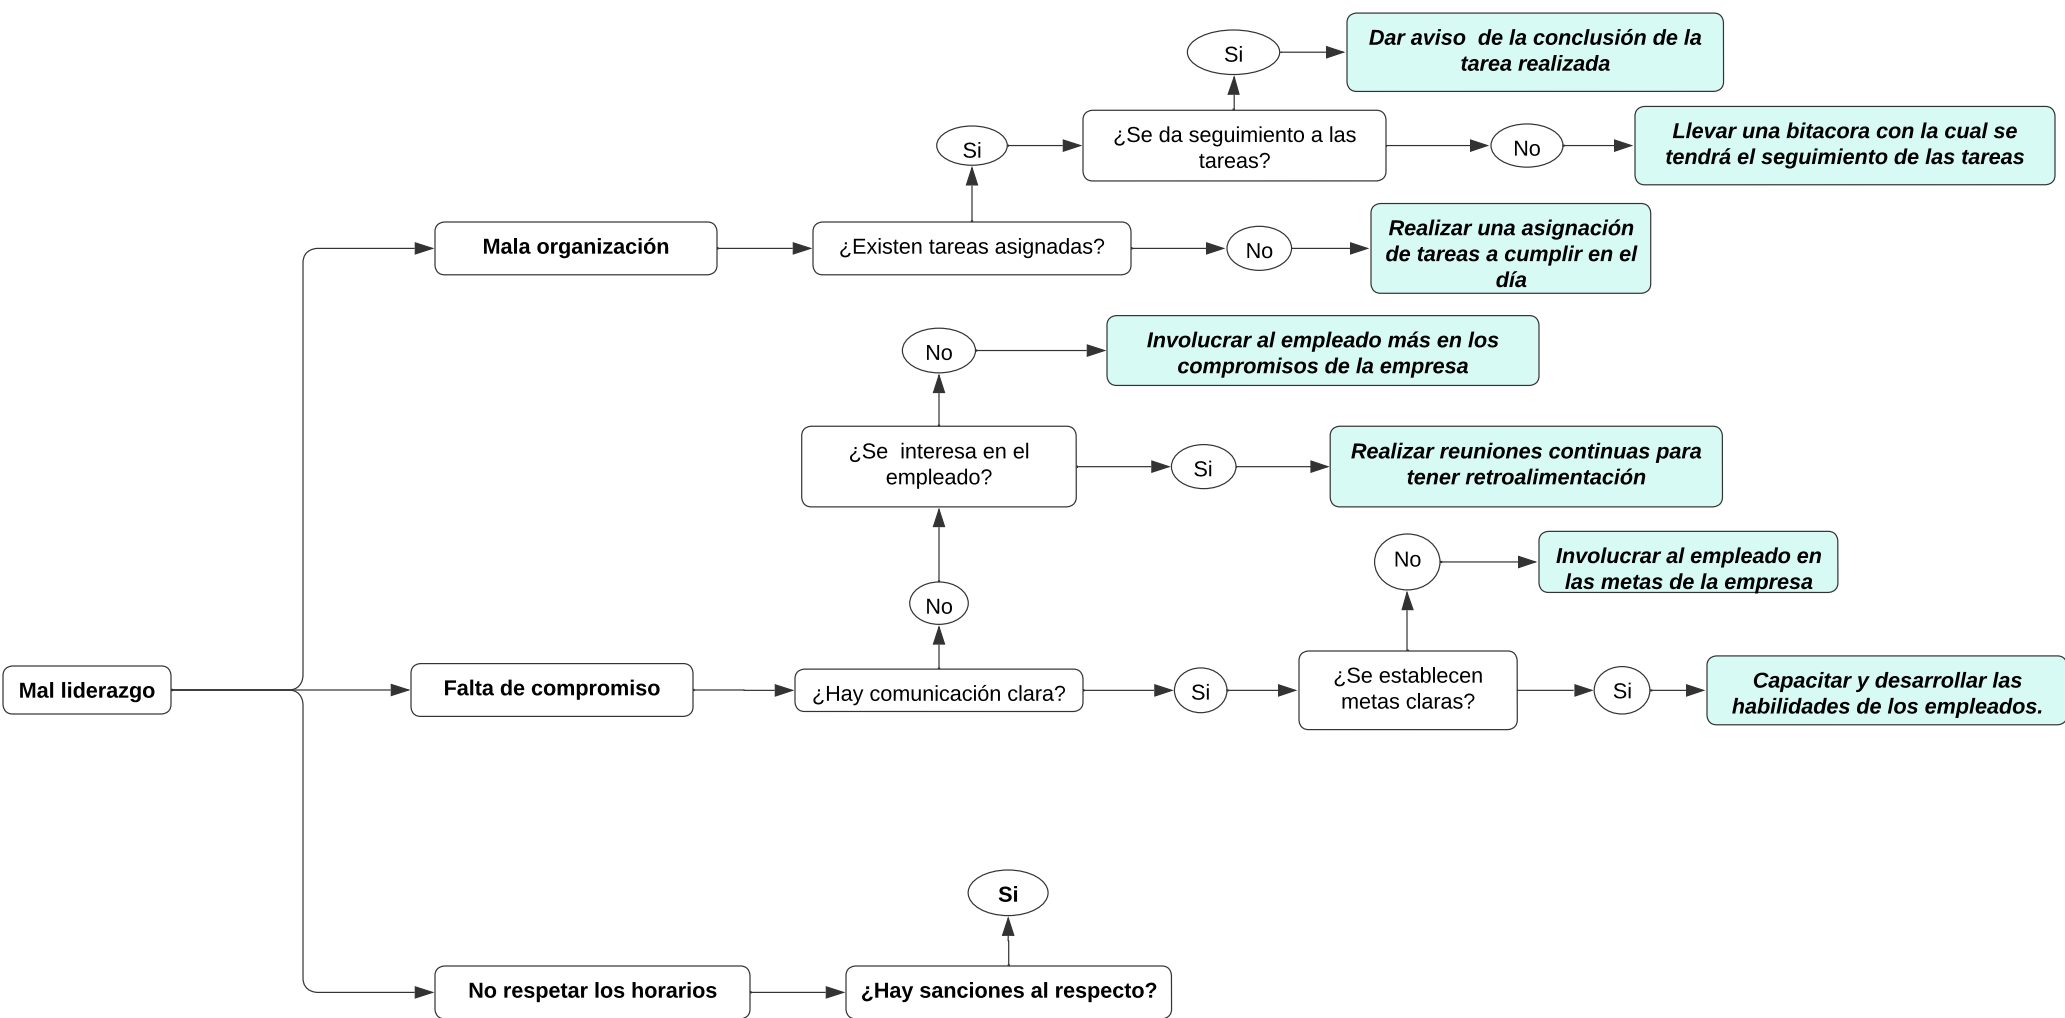 Si
Dar aviso  de la conclusión de la
tarea realizada
Si
¿Se da seguimiento a las
tareas?
No
Llevar una bitacora con la cual se
tendrá el seguimiento de las tareas
Mala organización
¿Existen tareas asignadas?
No
Realizar una asignación
de tareas a cumplir en el
día
No
Involucrar al empleado más en los
compromisos de la empresa
¿Se  interesa en el
empleado?
Si
Realizar reuniones continuas para
tener retroalimentación
No
Involucrar al empleado en
las metas de la empresa
No
Mal liderazgo
Falta de compromiso
¿Hay comunicación clara?
Si
¿Se establecen
metas claras?
Si
Capacitar y desarrollar las
habilidades de los empleados.
Si
No respetar los horarios
¿Hay sanciones al respecto?